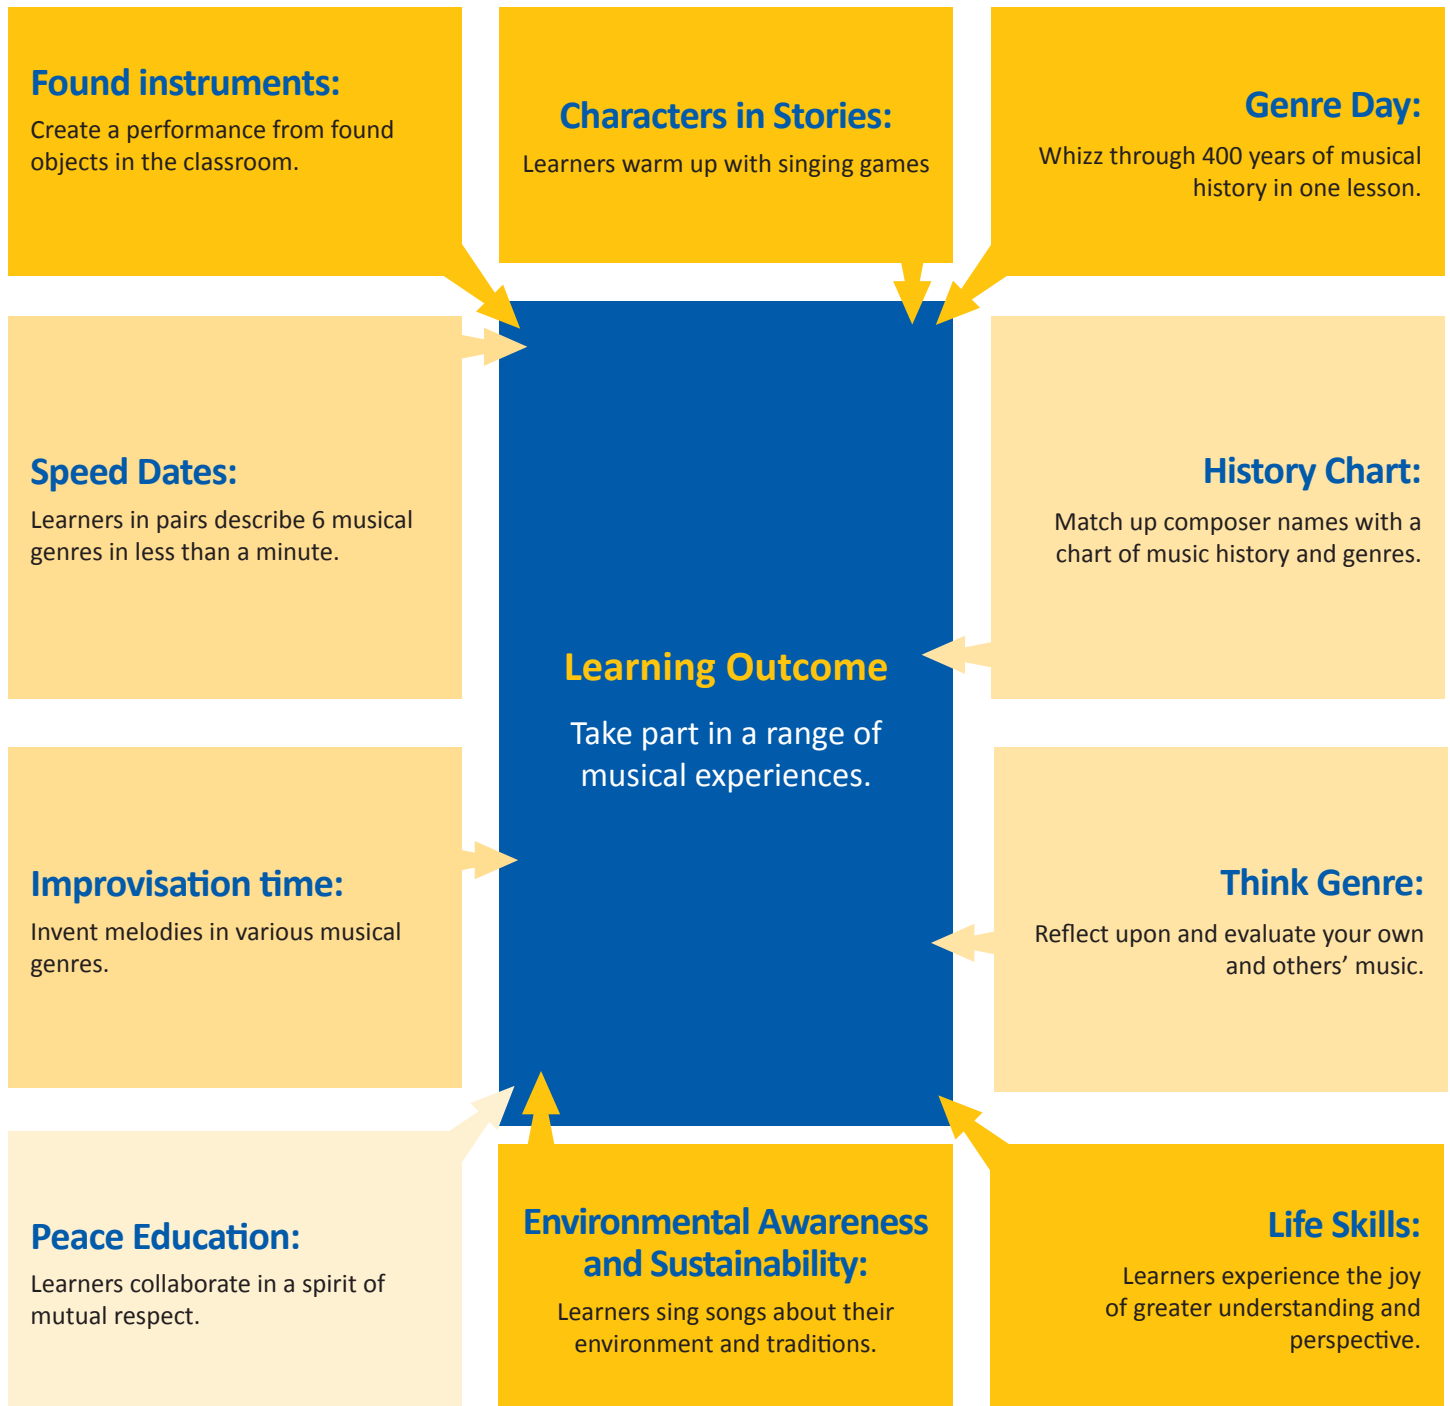 Found instruments:
Create a performance from found
objects in the classroom.
Characters in Stories:
Learners warm up with singing games
Genre Day:
Whizz through 400 years of musical
history in one lesson.
Speed Dates:
Learners in pairs describe 6 musical
genres in less than a minute.
History Chart:
Match up composer names with a
chart of music history and genres.
Learning Outcome
Take part in a range of
musical experiences.
Improvisation time:
Invent melodies in various musical
genres.
Think Genre:
Reflect upon and evaluate your own
and others’ music.
Peace Education:
Learners collaborate in a spirit of
mutual respect.
Environmental Awareness
and Sustainability:
Learners sing songs about their
environment and traditions.
Life Skills:
Learners experience the joy
of greater understanding and
perspective.